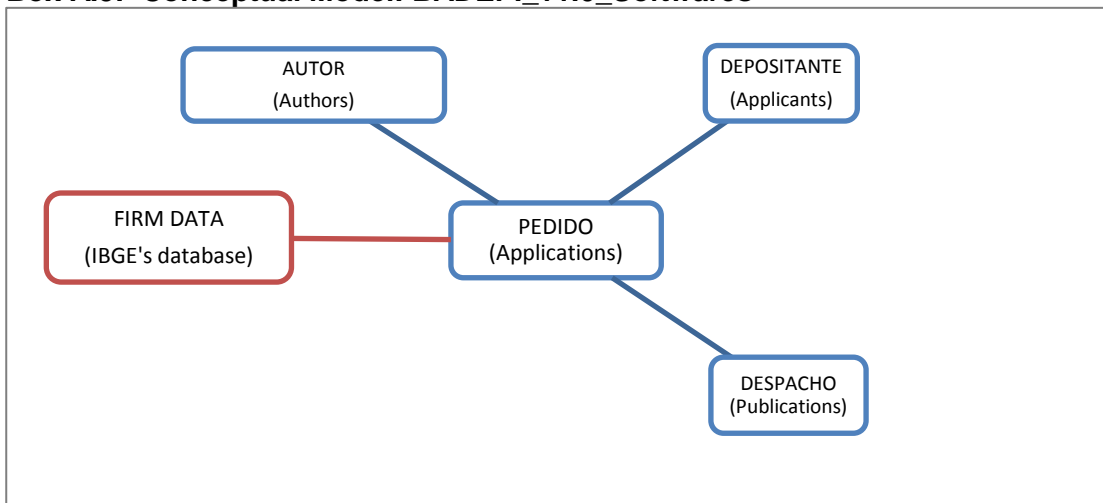 AUTOR
(Authors)
DEPOSITANTE
(Applicants)
FIRM DATA
(IBGE's database)
PEDIDO
(Applications)
DESPACHO
(Publications)